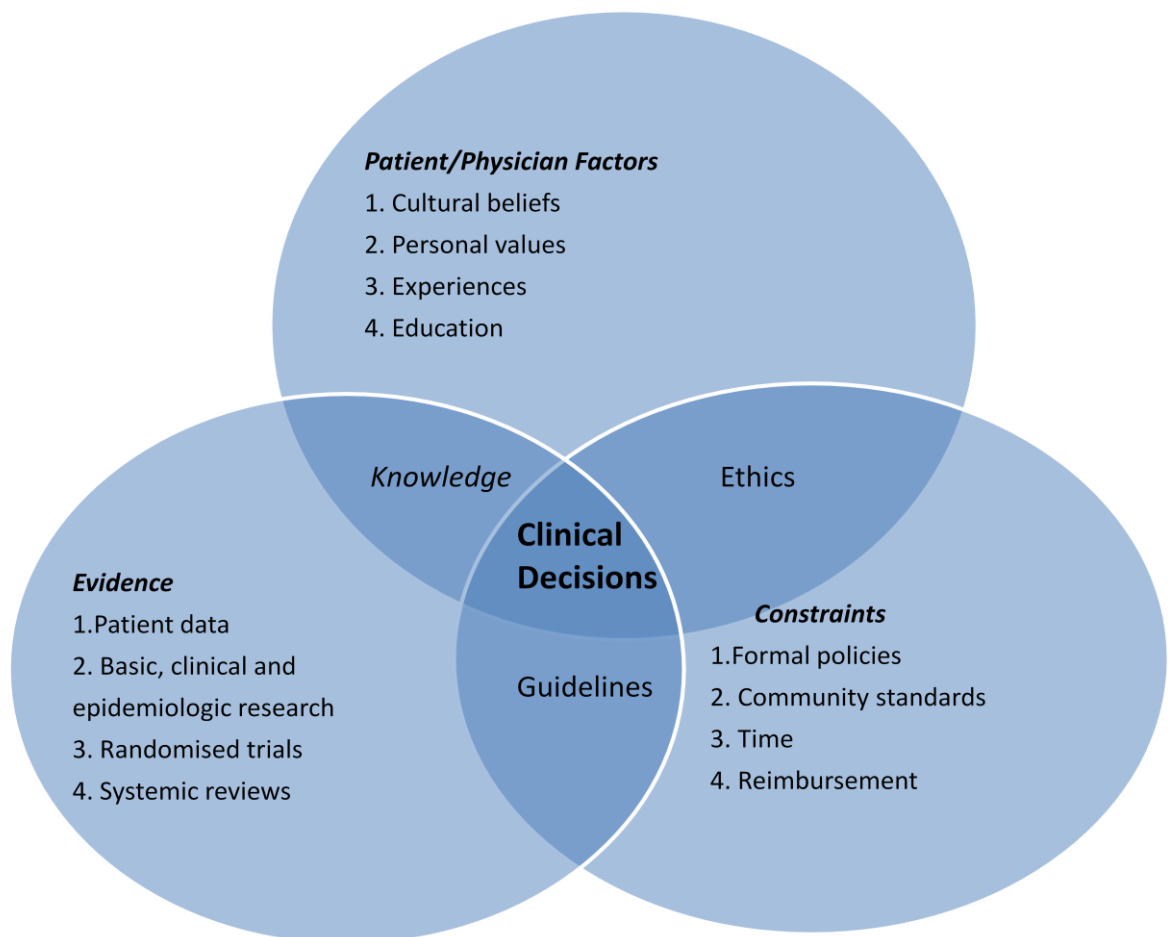 Patient/Physician Factors
1. Cultural beliefs
2. Personal values
3. Experiences
4. Education
Knowledge
Ethics
Clinical
Decisions
Evidence
1.Patient data
2. Basic, clinical and
epidemiologic research
3. Randomised trials
4. Systemic reviews
Guidelines
Constraints
1.Formal policies
2. Community standards
3. Time
4. Reimbursement